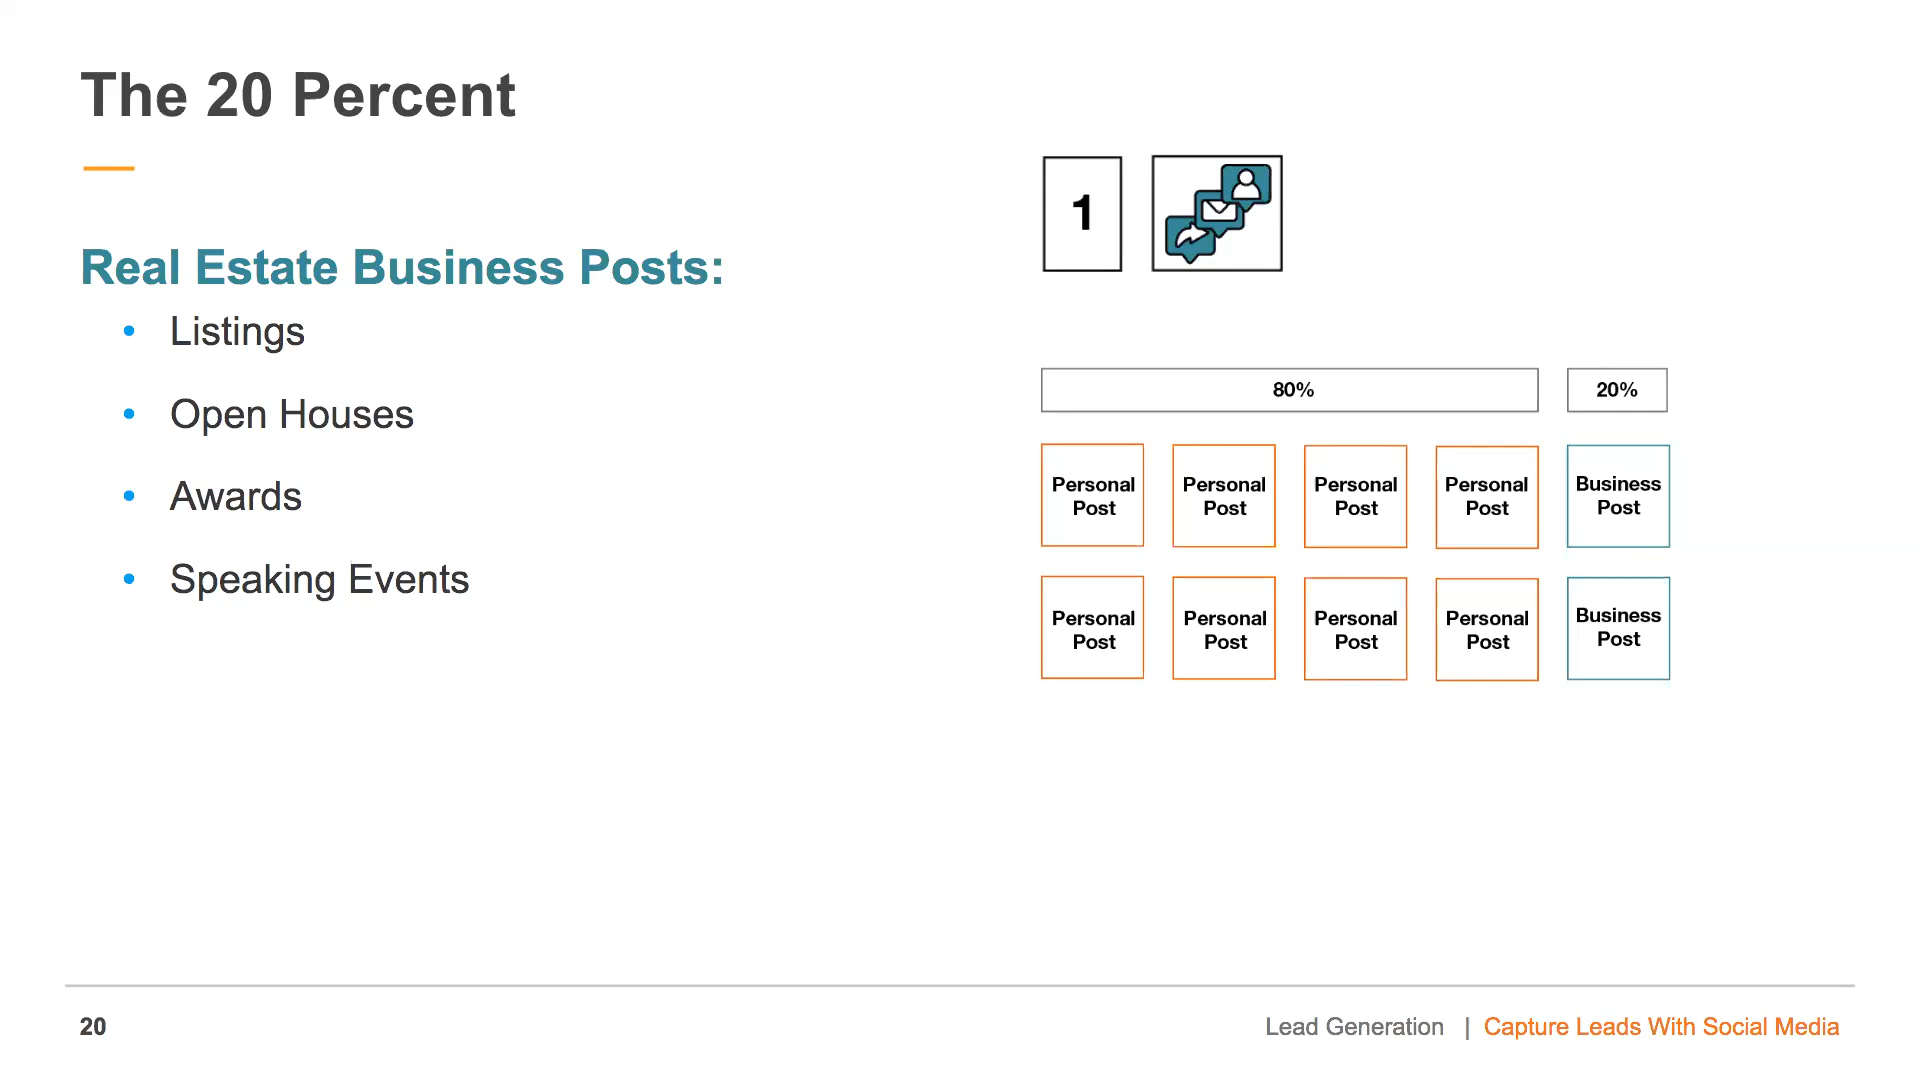 The 20 Percent
Real Estate Business Posts:
• Listings
• Open Houses
• Awards
• Speaking Events
1
80%
20%
Personal Post
Personal Post
Personal Post
Personal Post
Business Post
Personal Post
Personal Post
Personal Post
Personal Post
Business Post
20
Lead Generation | Capture Leads With Social Media